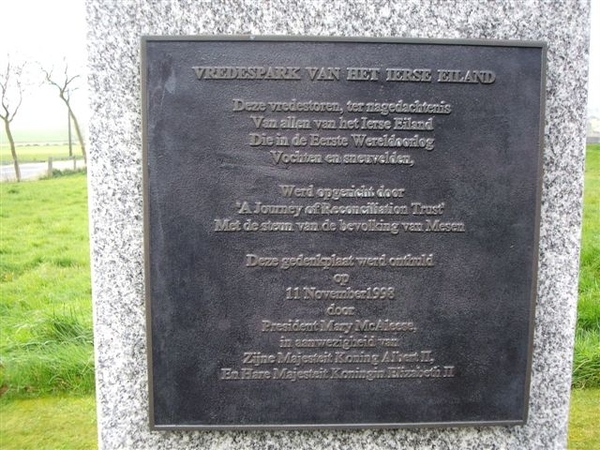 VREDESPARK VAN HET IERSE EILAND
Deze vredestoren, ter nagedachtenis
Van allen van het Ierse Eiland
Die in de Eerste Wereldoorlog
Vochten en sneuvelden,
Werd opgericht door
'A Journey of Reconciliation Trust'
Met de steun van de bevolking van Mesen
Deze gedenkplaat werd onthuld
op
11 November1998
door
President Mary McAleese,
in aanwezigheid van
Zijne Majesteit Koning Albert II,
En Hare Majesteit Koningin Elizabeth II